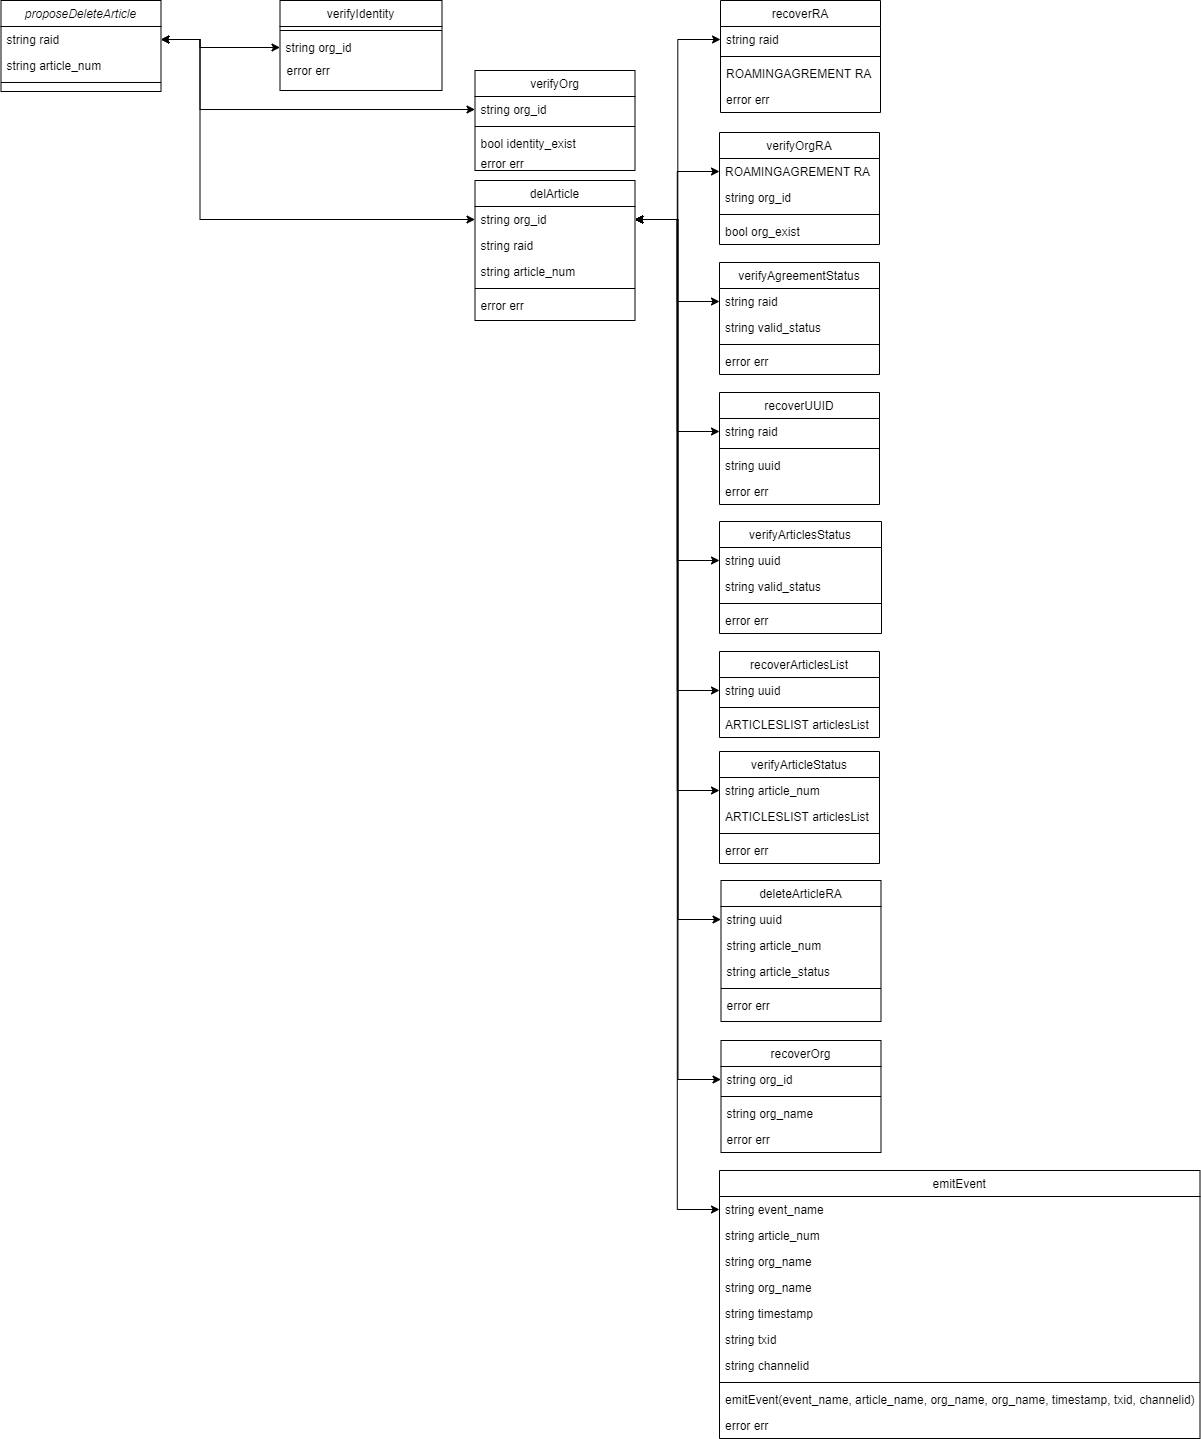 proposeDeleteArticle
string raid
string article_num
verifyIdentity
string org_id
error err
verifyOrg
string org_id
bool identity_exist
error err
delArticle
string org_id
string raid
string article_num
error err
recoverRA
string raid
ROAMINGAGREMENT RA
error err
verifyOrgRA
ROAMINGAGREMENT RA
string org_id
bool org_exist
verifyAgreementStatus
string raid
string valid_status
error err
recoverUUID
string raid
string uuid
error err
verifyArticlesStatus
string uuid
string valid_status
error err
recoverArticlesList
string uuid
ARTICLESLIST articlesList
verifyArticleStatus
string article_num
ARTICLESLIST articlesList
error err
deleteArticleRA
string uuid
string article_num
string article_status
error err
recoverOrg
string org_id
string org_name
error err
emitEvent
string event_name
string article_num
string org_name
string org_name
string timestamp
string txid
string channelid
emitEvent(event_name, article_name, org_name, org_name, timestamp, txid, channelid)
error err